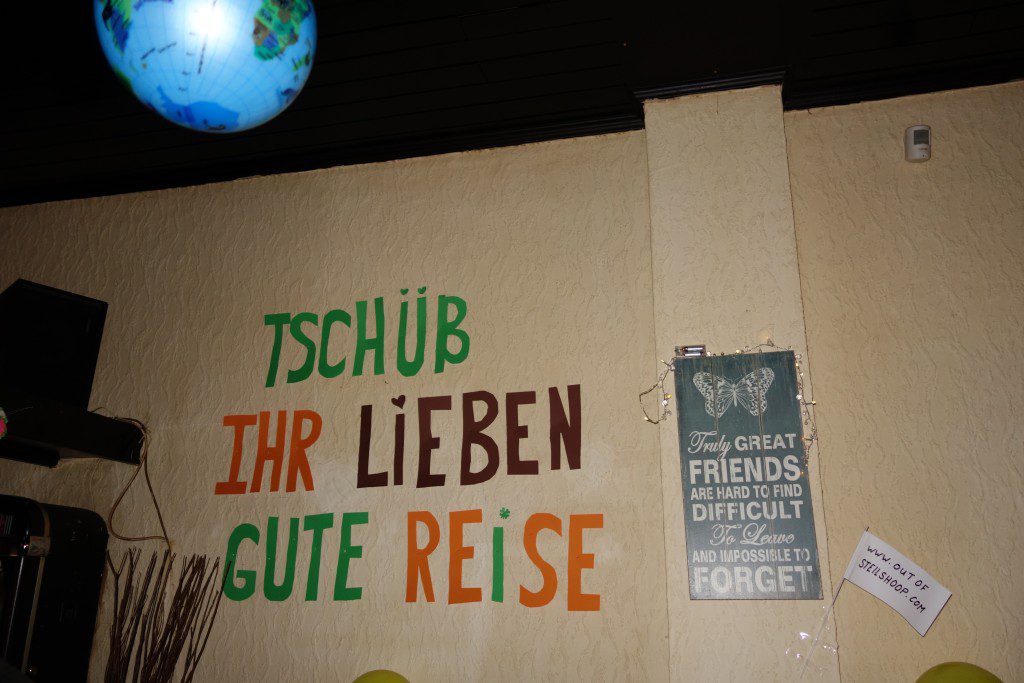 TSCHÜß
IHR LiEBEN
GUTE REiSE
Truly GREAT
FRIENDS
ARE HARD TO FIND
DIFFICULT
To Leave
AND IMPOSSIBLE TO
FORGET
WWW.OUT OF
STEILSHOOP.COM